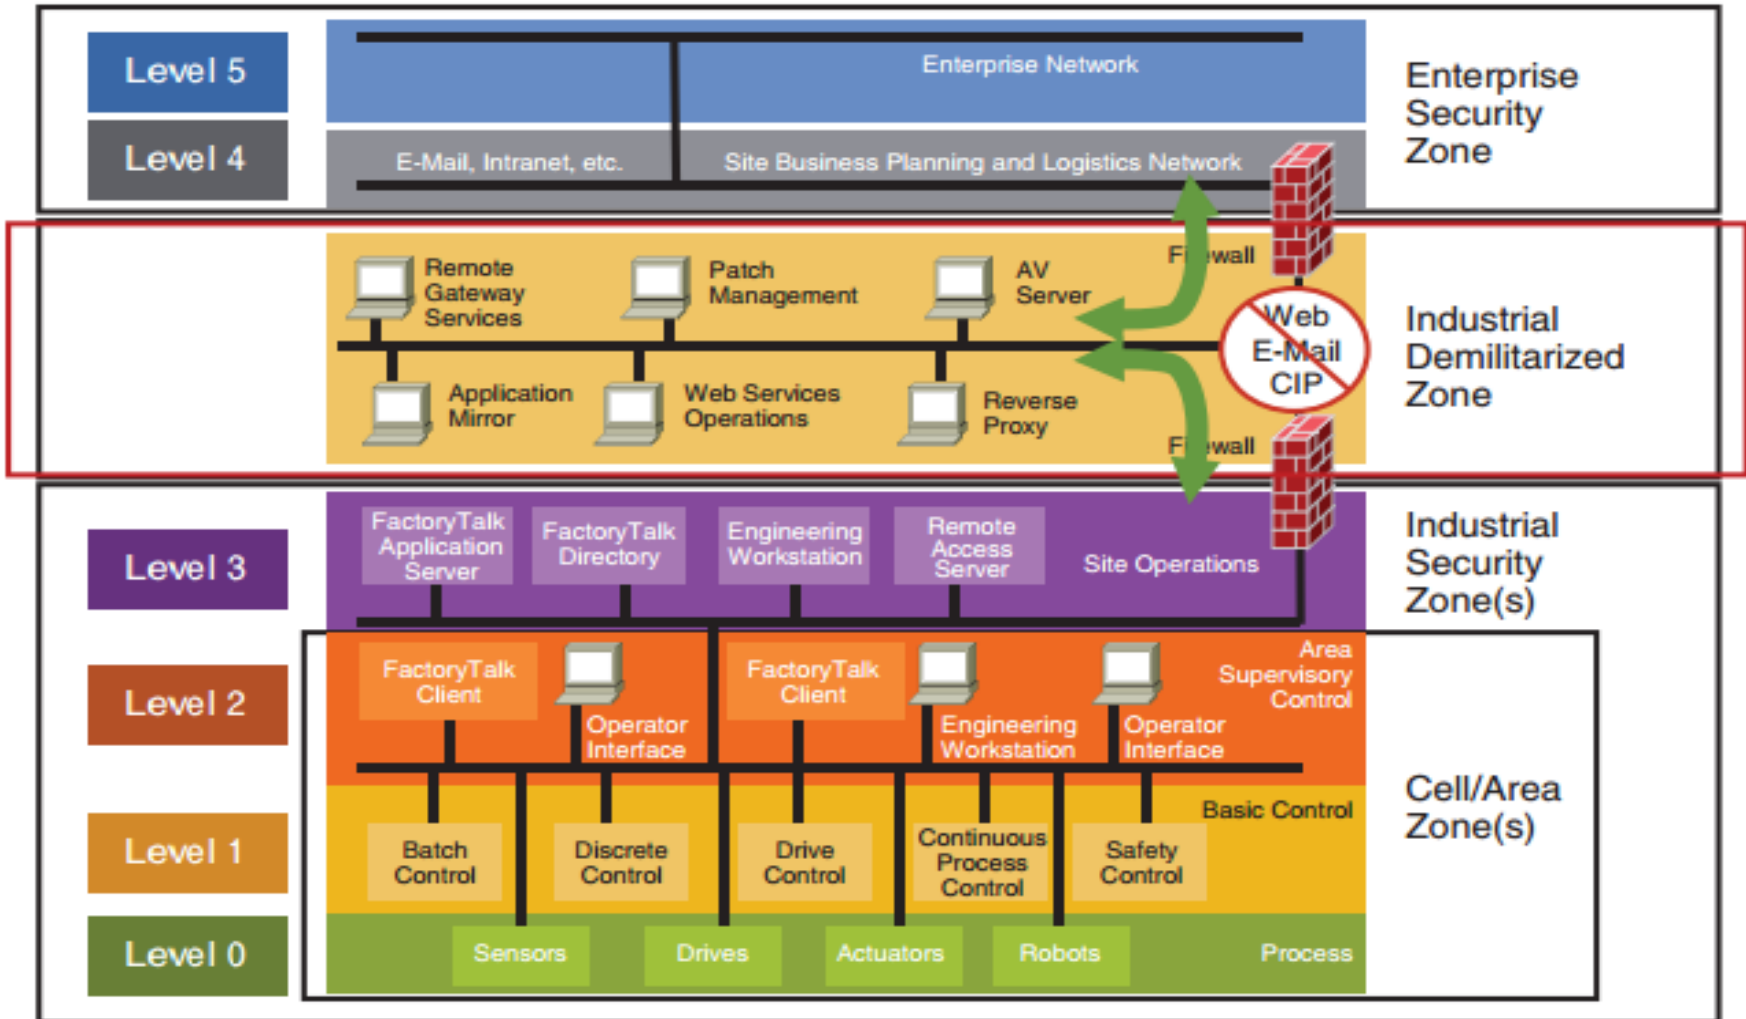 Level 5
Enterprise Network
Enterprise
Security
Zone
Level 4
E-Mail, Intranet, etc.
Site Business Planning and Logistics Network
Remote
Gateway
Services
Patch
Management
AV
Server
Firewall
Web
E-Mail
CIP
Industrial
Demilitarized
Zone
Application
Mirror
Web Services
Operations
Reverse
Proxy
Firewall
Level 3
FactoryTalk
Application
Server
FactoryTalk
Directory
Engineering
Workstation
Remote
Access
Server
Site Operations
Industrial
Security
Zone(s)
Level 2
FactoryTalk
Client
Operator
Interface
FactoryTalk
Client
Engineering
Workstation
Operator
Interface
Area
Supervisory
Control
Level 1
Basic Control
Batch
Control
Discrete
Control
Drive
Control
Continuous
Process
Control
Safety
Control
Cell/Area
Zone(s)
Level 0
Sensors
Drives
Actuators
Robots
Process